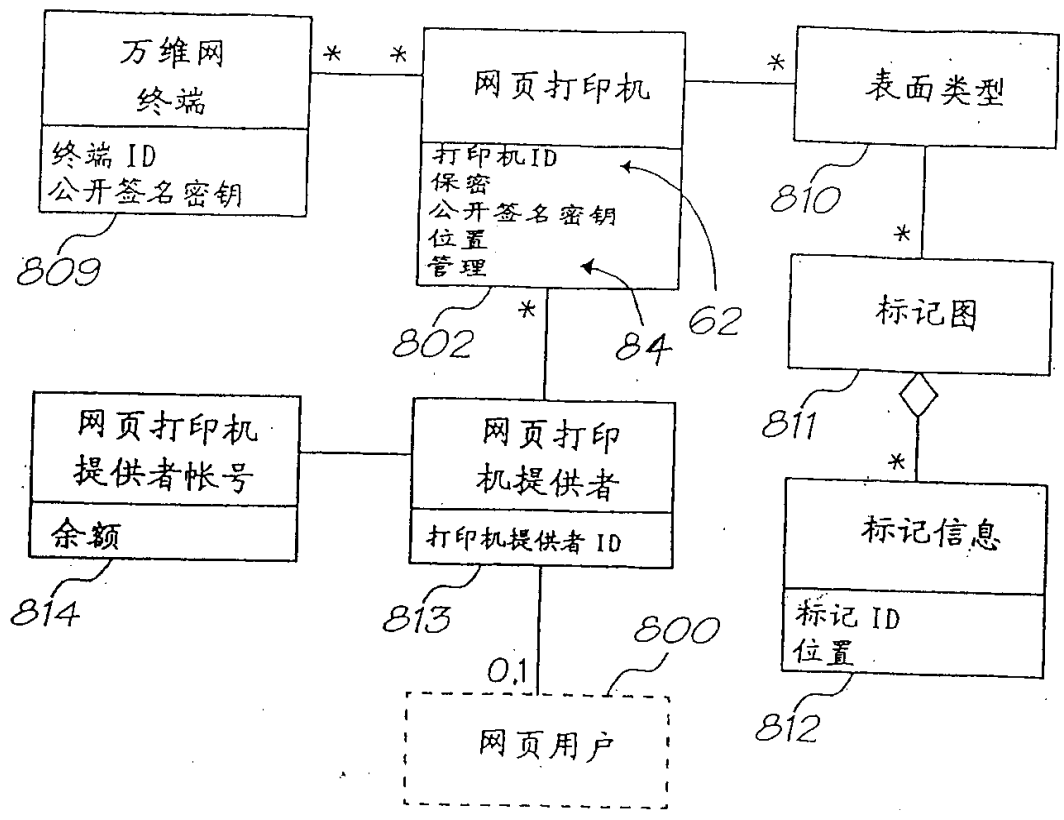 万维网
终端
终端 ID
公开签名密钥
809
*
*
网页打印机
打印机 ID
保密
公开签名密钥
位置
管理
802
62
84
*
表面类型
810
*
标记图
811
*
标记信息
标记 ID
位置
812
*
网页打印机
提供者帐号
余额
814
网页打印
机提供者
打印机提供者 ID
813
0,1
800
网页用户